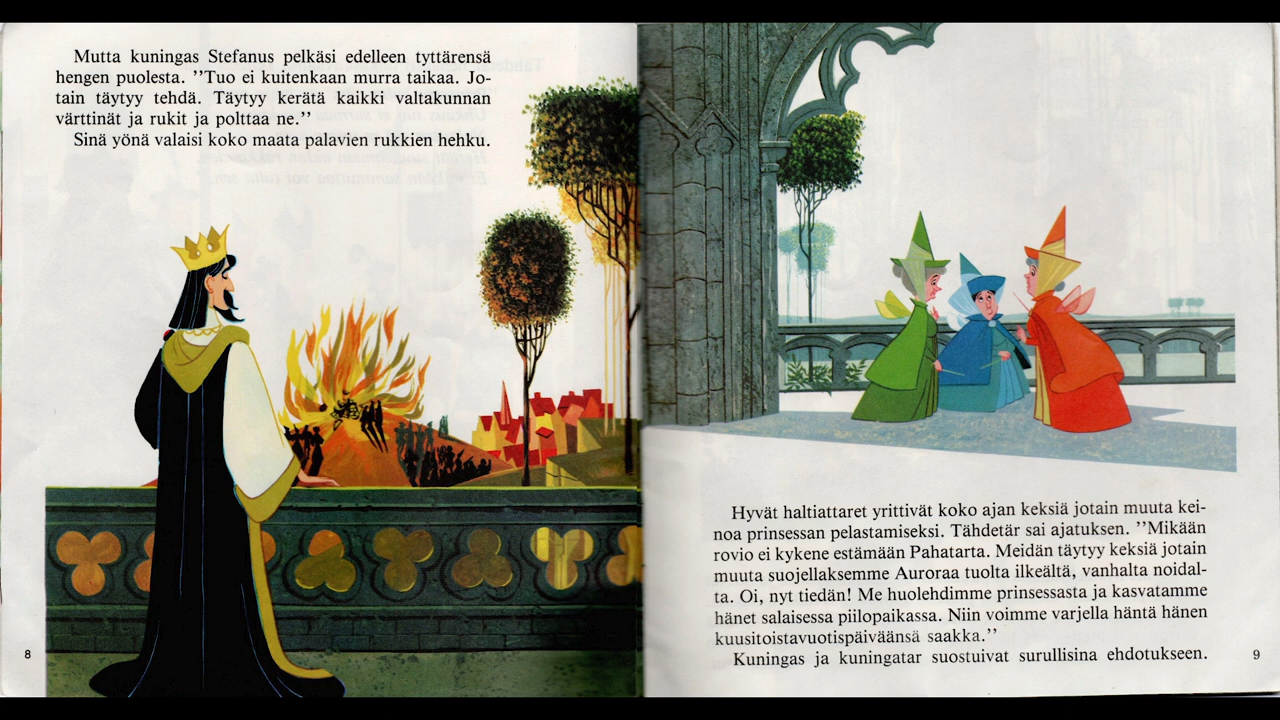 Mutta kuningas Stefanus pelkäsi edelleen tyttärensä
hengen puolesta. ”Tuo ei kuitenkaan murra taikaa. Jo-
tain täytyy tehdä. Täytyy kerätä kaikki valtakunnan
värttinät ja rukit ja polttaa ne.”
Sinä yönä valaisi koko maata palavien rukkien hehku.
8
Hyvät haltiattaret yrittivät koko ajan keksiä jotain muuta kei-
noa prinsessan pelastamiseksi. Tähdetär sai ajatuksen. ”Mikään
rovio ei kykene estämään Pahatarta. Meidän täytyy keksiä jotain
muuta suojellaksemme Auroraa tuolta ilkeältä, vanhalta noidal-
ta. Oi, nyt tiedän! Me huolehdimme prinsessasta ja kasvatamme
hänet salaisessa piilopaikassa. Niin voimme varjella häntä hänen
kuusitoistavuotispäiväänsä saakka.”
Kuningas ja kuningatar suostuivat surullisina ehdotukseen.
9